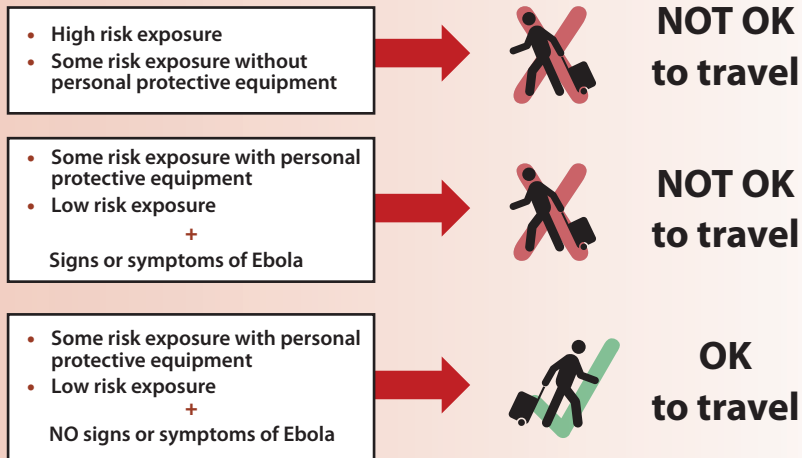 • High risk exposure
• Some risk exposure without
personal protective equipment
NOT OK
to travel
• Some risk exposure with personal
protective equipment
• Low risk exposure
+
Signs or symptoms of Ebola
NOT OK
to travel
• Some risk exposure with personal
protective equipment
• Low risk exposure
+
NO signs or symptoms of Ebola
OK
to travel